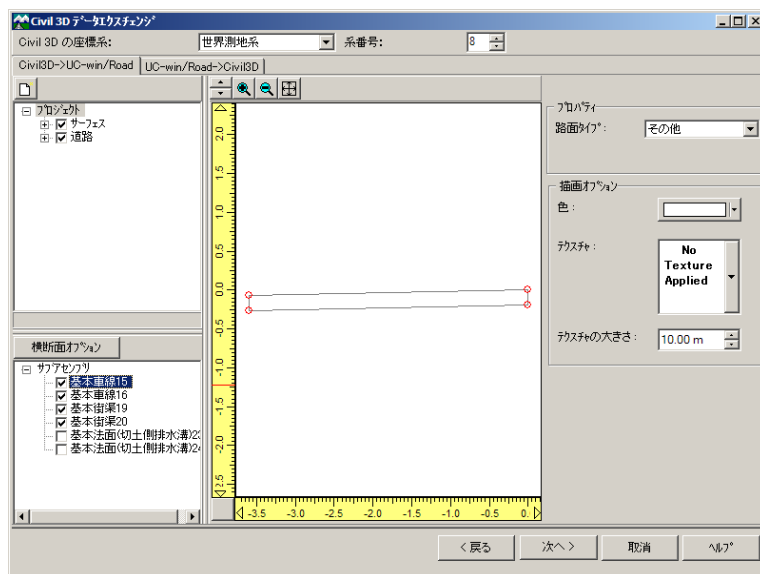 Civil 3D ﾃﾞｰﾀｴｸｽﾁｪﾝｼﾞ
Civil 3D の座標系: 世界測地系 系番号: 8
Civil3D->UC-win/Road UC-win/Road->Civil3D
ﾌﾟﾛｼﾞｪｸﾄ
ｻｰﾌｪｽ
道路
横断面ｵﾌﾟｼｮﾝ
ｻﾌﾞｱｾﾝﾌﾞﾘ
基本車線15
基本車線16
基本街渠19
基本街渠20
基本法面(切土側排水溝)23
基本法面(切土側排水溝)24
2.0
1.5
1.0
0.5
0.0
-0.5
-1.0
-1.5
-2.0
2.5
-3.5 -3.0 -2.5 -2.0 -1.5 -1.0 -0.5 0.
ﾌﾟﾛﾊﾟﾃｨ
路面ﾀｲﾌﾟ: その他
描画ｵﾌﾟｼｮﾝ
色:
ﾃｸｽﾁｬ: No
Texture
Applied
ﾃｸｽﾁｬの大きさ: 10.00 m
< 戻る 次へ > 取消 ﾍﾙﾌﾟ